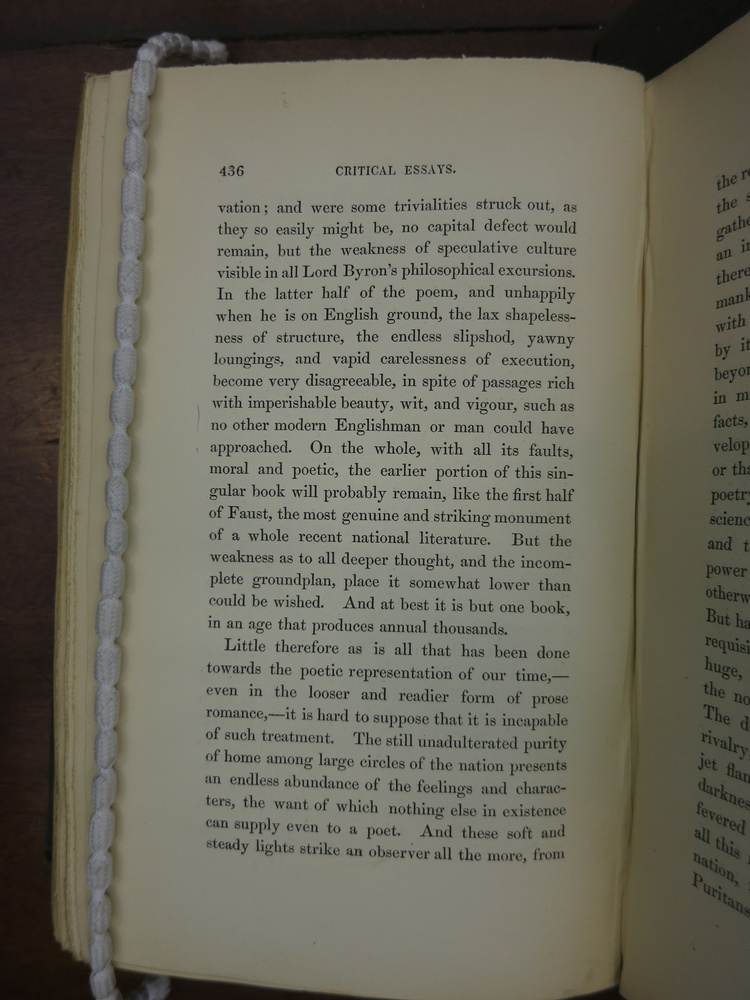 436 CRITICAL ESSAYS.
vation; and were some trivialities struck out, as
they so easily might be, no capital defect would
remain, but the weakness of speculative culture
visible in all Lord Byron's philosophical excursions.
In the latter half of the poem, and unhappily
when he is on English ground, the lax shapeless-
ness of structure, the endless slipshod, yawny
loungings, and vapid carelessness of execution,
become very disagreeable, in spite of passages rich
with imperishable beauty, wit, and vigour, such as
no other modern Englishman or man could have
approached. On the whole, with all its faults,
moral and poetic, the earlier portion of this sin-
gular book will probably remain, like the first half
of Faust, the most genuine and striking monument
of a whole recent national literature. But the
weakness as to all deeper thought, and the incom-
plete groundplan, place it somewhat lower than
could be wished. And at best it is but one book,
in an age that produces annual thousands.
Little therefore as is all that has been done
towards the poetic representation of our time,—
even in the looser and readier form of prose
romance,—it is hard to suppose that it is incapable
of such treatment. The still unadulterated purity
of home among large circles of the nation presents
an endless abundance of the feelings and charac-
ters, the want of which nothing else in existence
can supply even to a poet. And these soft and
steady lights strike an observer all the more, from
the
the
an
there
with
by
beyon
in
facts,
velop
or
poetry
scienc
and
power
otherw
But
requisi
huge,
the
The
rivalry
jet
darknes
fevered
all this
nation,
Puritans